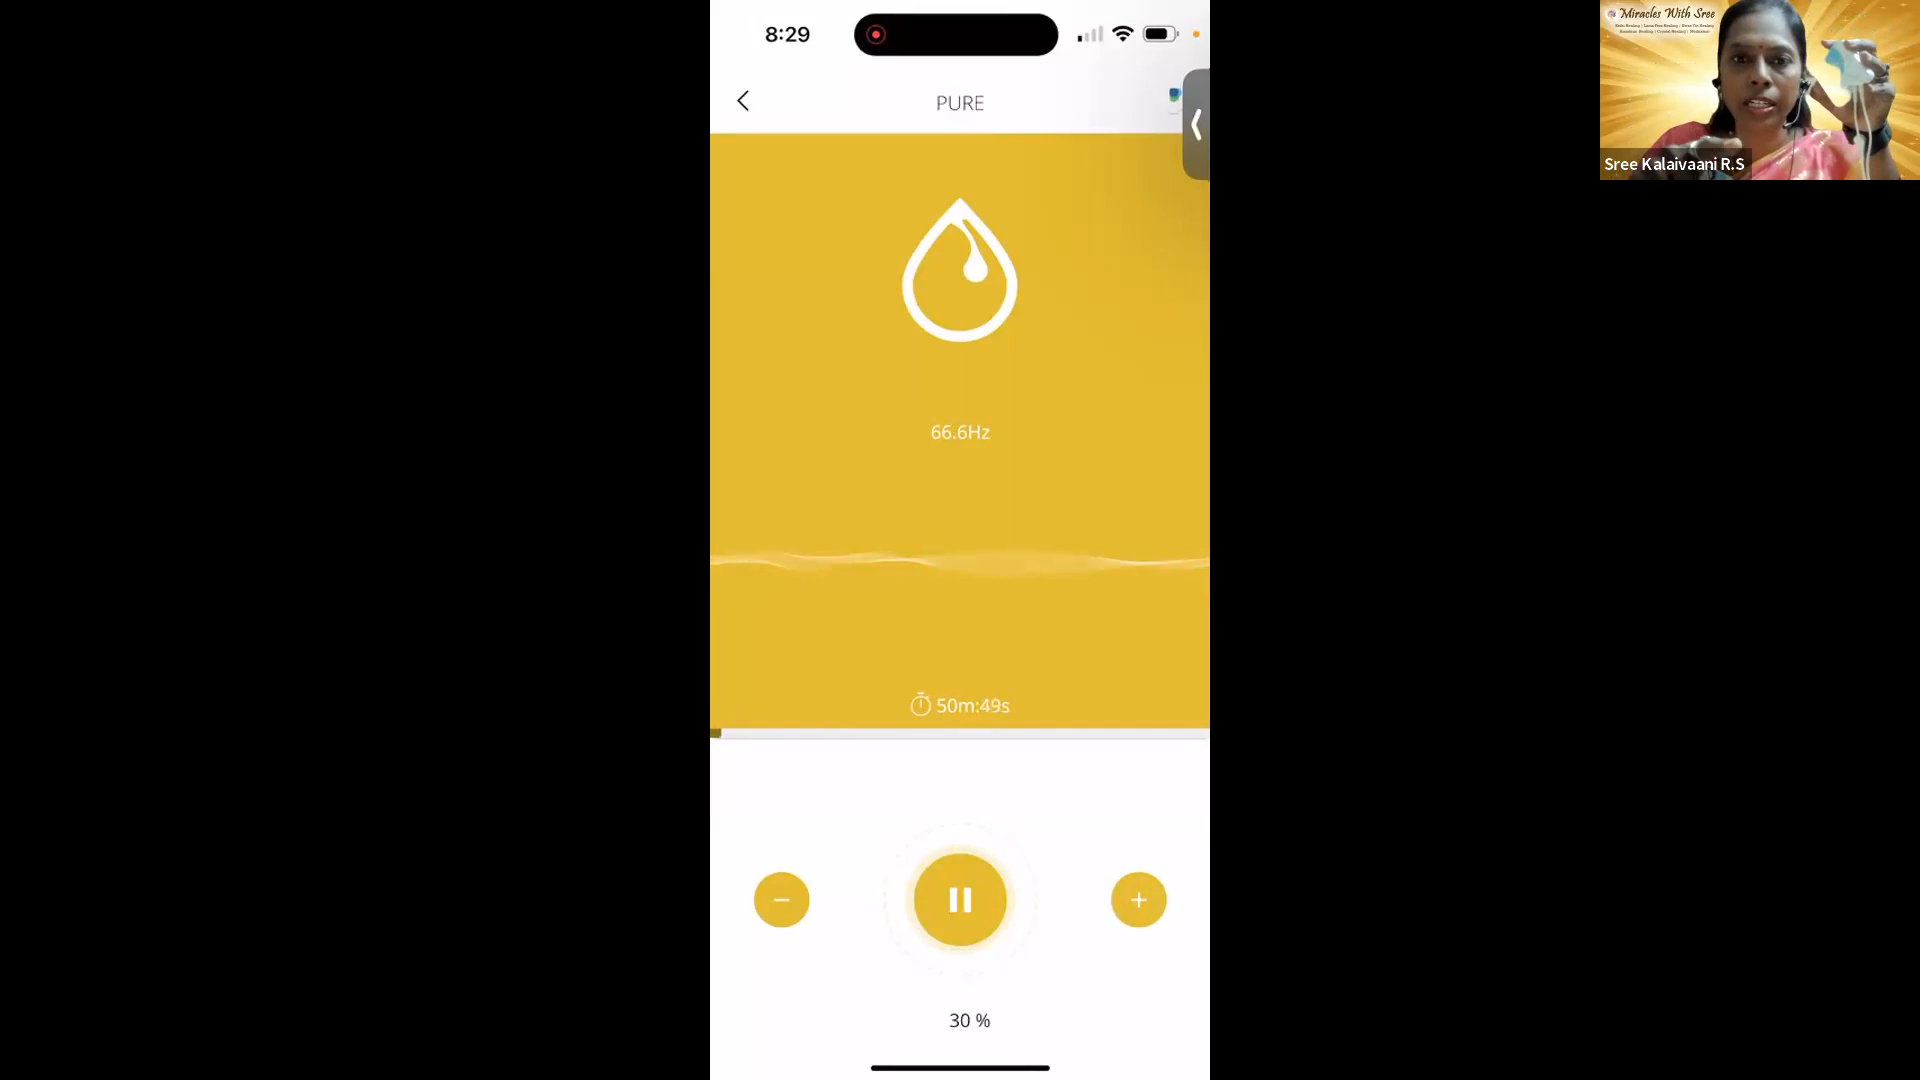 8:29
PURE
66.6Hz
50m:49s
30 %
Miracles With Sree
Sree Kalaivaani R.S